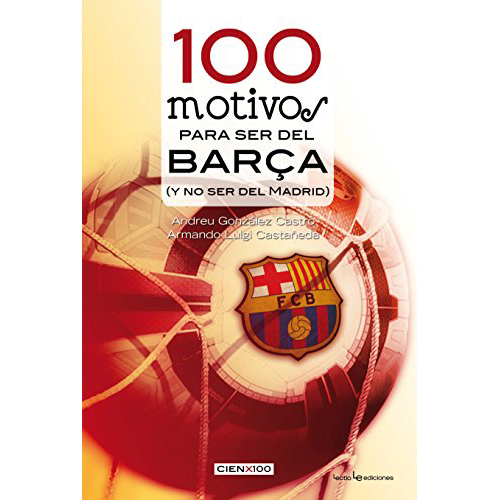 100
motivos
PARA SER DEL
BARÇA
(Y NO SER DEL MADRID)
Andreu González Castro
Armando Luigi Castañeda
FCB
CIENX100
Lectio Le ediciones